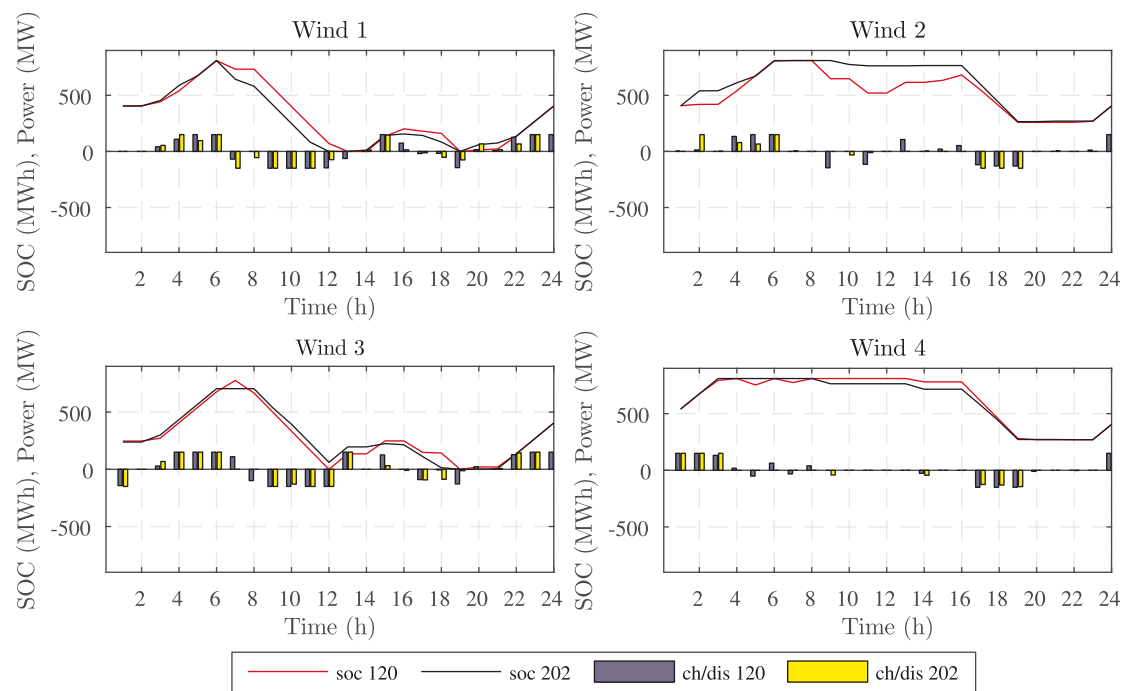 Wind 1
SOC (MWh), Power (MW)
500
0
-500
2 4 6 8 10 12 14 16 18 20 22 24
Time (h)
Wind 2
SOC (MWh), Power (MW)
500
0
-500
2 4 6 8 10 12 14 16 18 20 22 24
Time (h)
Wind 3
SOC (MWh), Power (MW)
500
0
-500
2 4 6 8 10 12 14 16 18 20 22 24
Time (h)
Wind 4
SOC (MWh), Power (MW)
500
0
-500
2 4 6 8 10 12 14 16 18 20 22 24
Time (h)
soc 120 soc 202 ch/dis 120 ch/dis 202